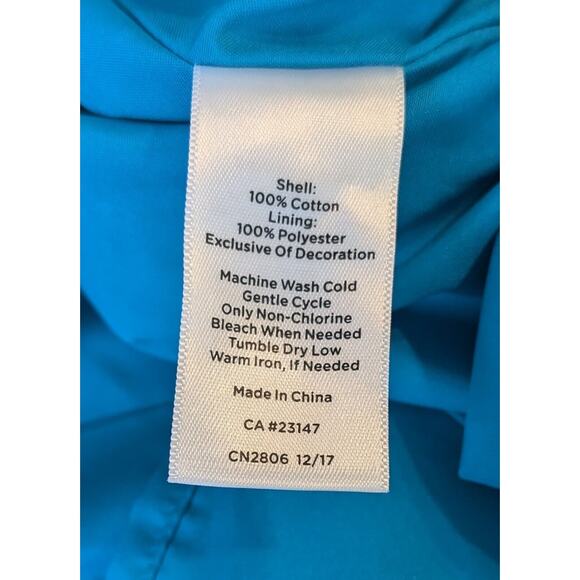 Shell:
100% Cotton
Lining:
100% Polyester
Exclusive Of Decoration
Machine Wash Cold
Gentle Cycle
Only Non-Chlorine
Bleach When Needed
Tumble Dry Low
Warm Iron, If Needed
Made In China
CA #23147
CN2806 12/17